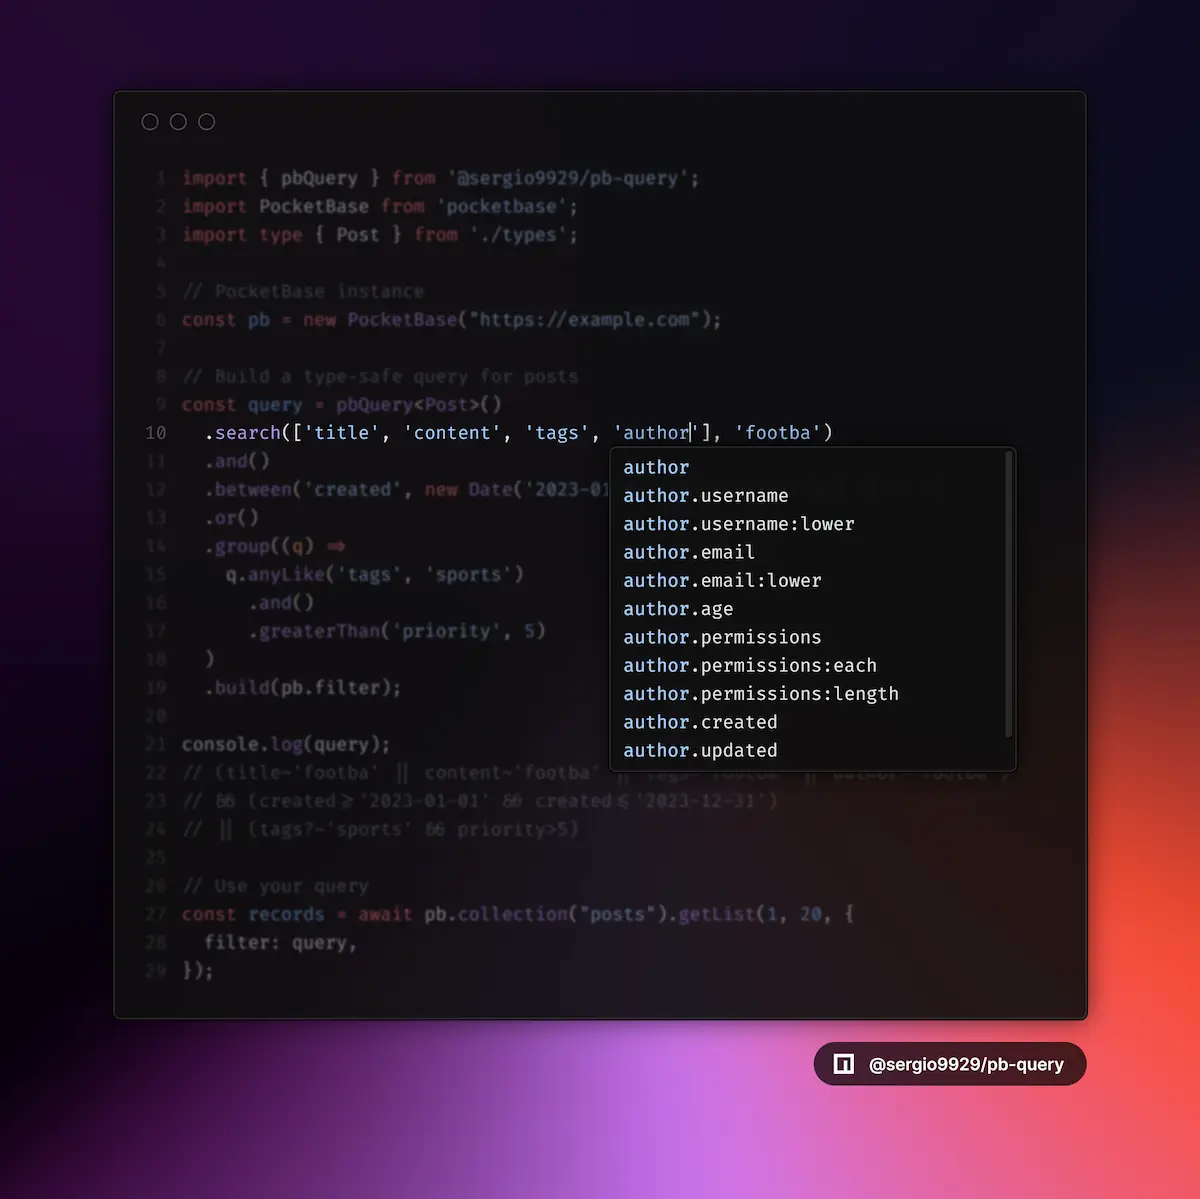 1 import { pbQuery } from '@sergio9929/pb-query';
2 import PocketBase from 'pocketbase';
3 import type { Post } from './types';
4
5 // PocketBase instance
6 const pb = new PocketBase("https://example.com");
7
8 // Build a type-safe query for posts
9 const query = pbQuery<Post>()
10 .search(['title', 'content', 'tags', 'author'], 'footba')
11 .and()
12 .between('created', new Date('2023-01
13 .or()
14 .group((q) =>
15 q.anyLike('tags', 'sports')
16 .and()
17 .greaterThan('priority', 5)
18 )
19 .build(pb.filter);
20
21 console.log(query);
22 // (title~'footba' || content~'footba' || tags~'footba' || author~'footba')
23 // && (created>='2023-01-01' && created<='2023-12-31')
24 // || (tags?~'sports' && priority>5)
25
26 // Use your query
27 const records = await pb.collection("posts").getList(1, 20, {
28 filter: query,
29 });
author
author.username
author.username:lower
author.email
author.email:lower
author.age
author.permissions
author.permissions:each
author.permissions:length
author.created
author.updated
@sergio9929/pb-query